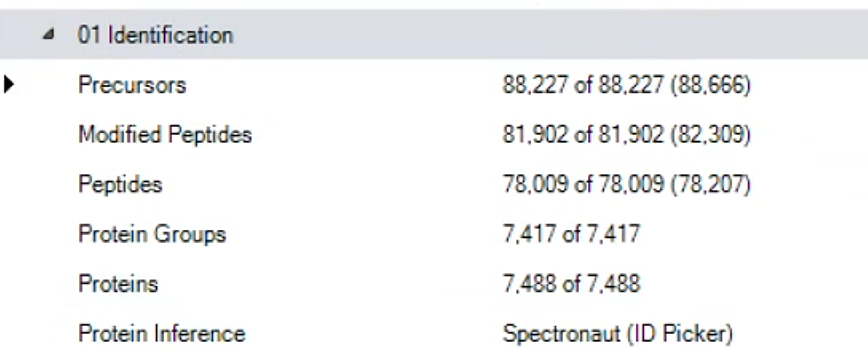 01 Identification
Precursors 88,227 of 88,227 (88,666)
Modified Peptides 81,902 of 81,902 (82,309)
Peptides 78,009 of 78,009 (78,207)
Protein Groups 7,417 of 7,417
Proteins 7,488 of 7,488
Protein Inference Spectronaut (ID Picker)